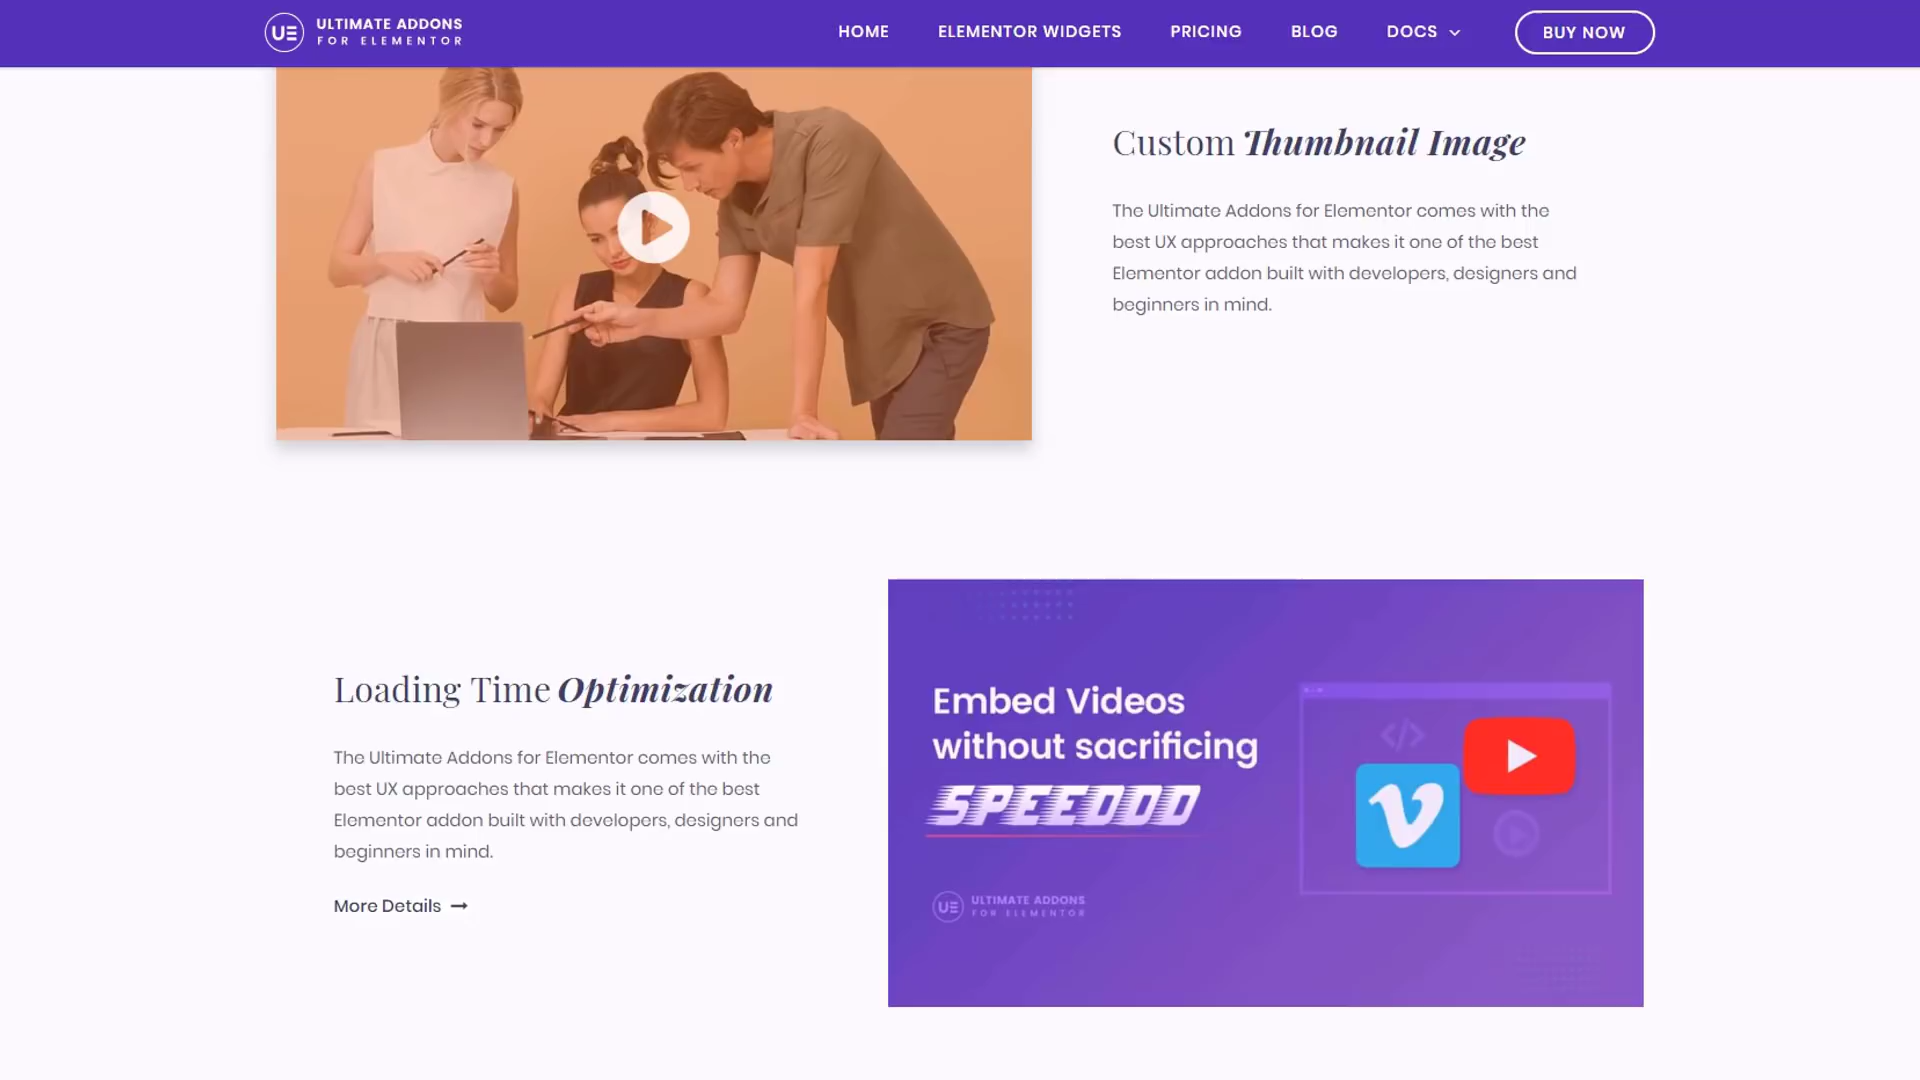 ULTIMATE ADDONS
FOR ELEMENTOR
HOME
ELEMENTOR WIDGETS
PRICING
BLOG
DOCS
BUY NOW
Custom Thumbnail Image
The Ultimate Addons for Elementor comes with the
best UX approaches that makes it one of the best
Elementor addon built with developers, designers and
beginners in mind.
Loading Time Optimization
The Ultimate Addons for Elementor comes with the
best UX approaches that makes it one of the best
Elementor addon built with developers, designers and
beginners in mind.
More Details
Embed Videos
without sacrificing
SPEEDDD
ULTIMATE ADDONS
FOR ELEMENTOR